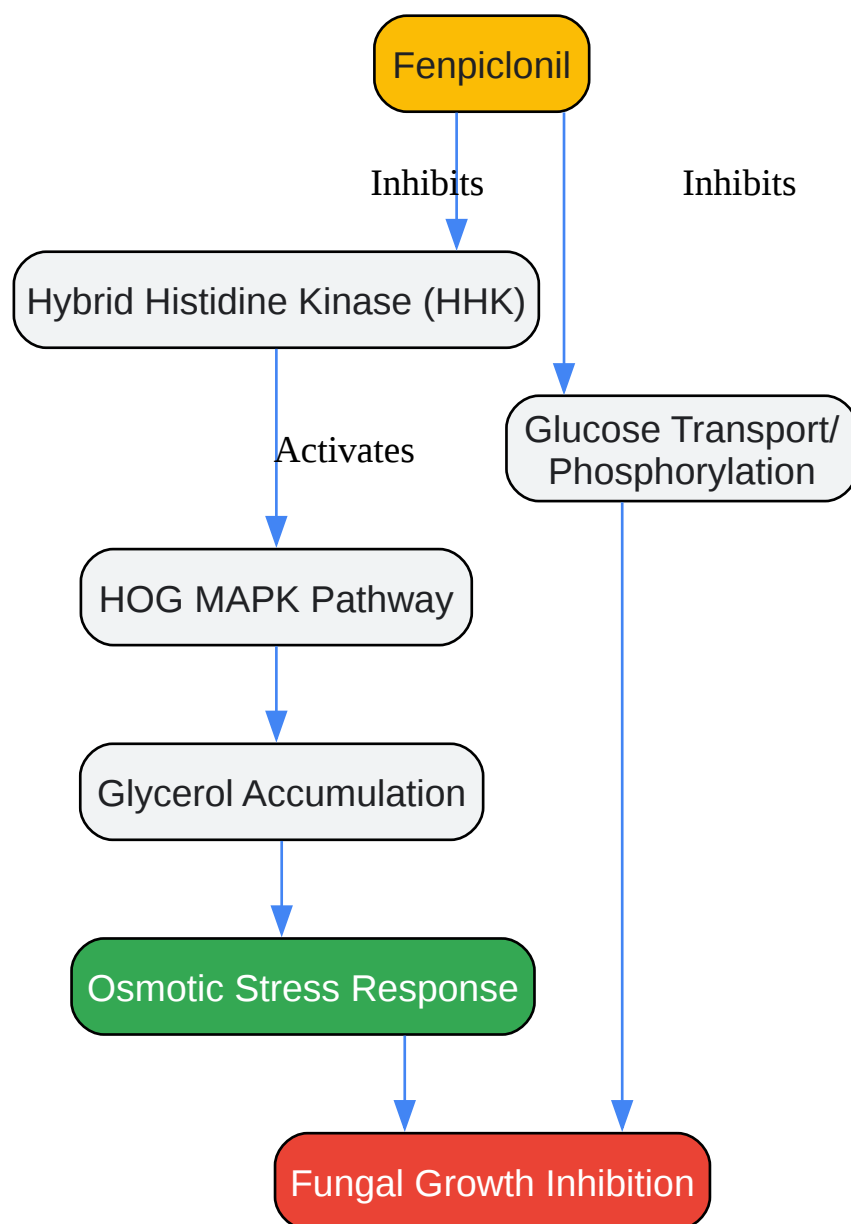 Fenpiclonil
Inhibits
Inhibits
Hybrid Histidine Kinase (HHK)
Glucose Transport/
Phosphorylation
Activates
HOG MAPK Pathway
Glycerol Accumulation
Osmotic Stress Response
Fungal Growth Inhibition